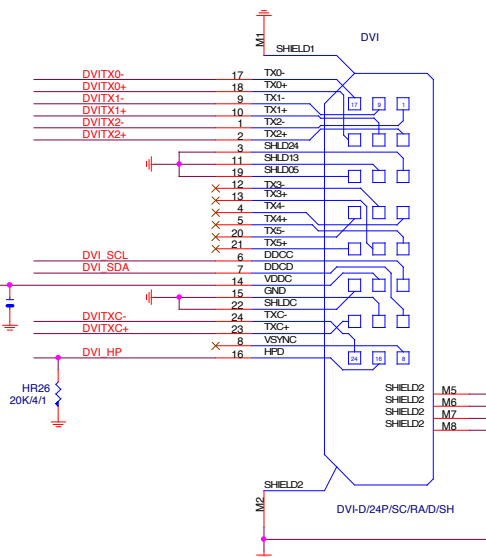 M1
SHIELD1
DVI
DVITX0- 17 TX0-
DVITX0+ 18 TX0+
DVITX1- 9 TX1-
DVITX1+ 10 TX1+
DVITX2- 1 TX2-
DVITX2+ 2 TX2+
17 9 1
3 SHLD24
11 SHLD13
19 SHLD05
12 TX3-
13 TX3+
4 TX4-
5 TX4+
20 TX5-
21 TX5+
DVI_SCL 6 DDCC
DVI_SDA 7 DDCD
14 VDDC
15 GND
22 SHLDC
DVITXC- 24 TXC-
DVITXC+ 23 TXC+
8 VSYNC
DVI_HP 16 HPD
24 16 8
HR26
20K/4/1
SHIELD2 M5
SHIELD2 M6
SHIELD2 M7
SHIELD2 M8
SHIELD2
M2
DVI-D/24P/SC/RA/D/SH